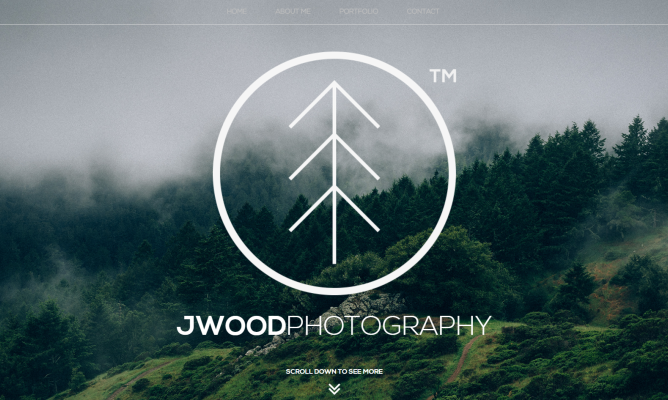 HOME ABOUT ME PORTFOLIO CONTACT
TM
JWOODPHOTOGRAPHY
SCROLL DOWN TO SEE MORE